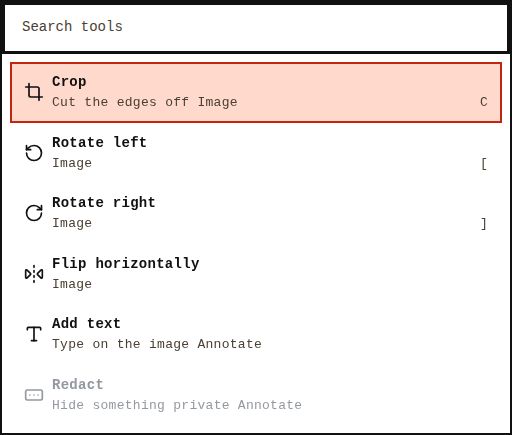 Search tools
Crop
Cut the edges off Image C
Rotate left
Image [
Rotate right
Image ]
Flip horizontally
Image
Add text
Type on the image Annotate
Redact
Hide something private Annotate